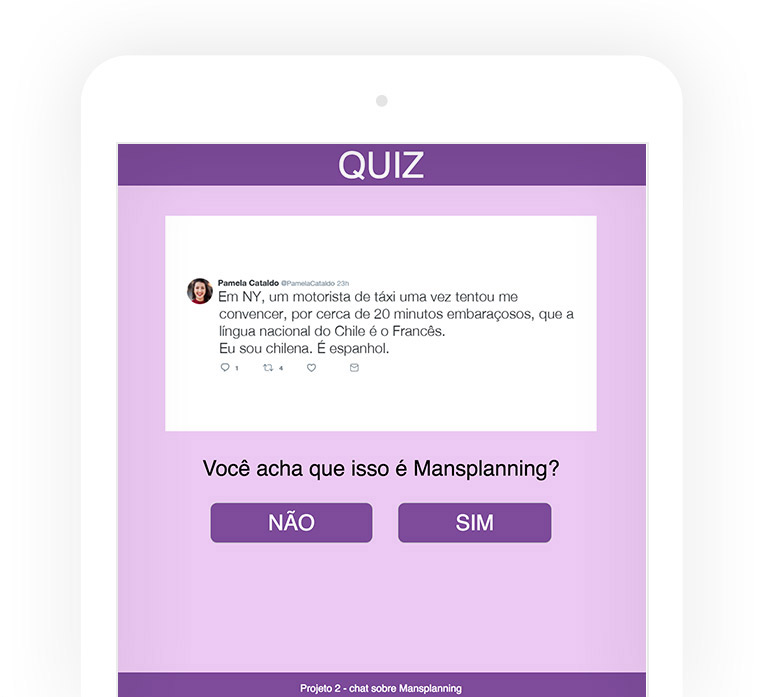 QUIZ
Pamela Cataldo @PamelaCataldo 23h
Em NY, um motorista de táxi uma vez tentou me
convencer, por cerca de 20 minutos embaraçosos, que a
língua nacional do Chile é o Francês.
Eu sou chilena. É espanhol.
1 4
Você acha que isso é Mansplanning?
NÃO SIM
Projeto 2 - chat sobre Mansplanning